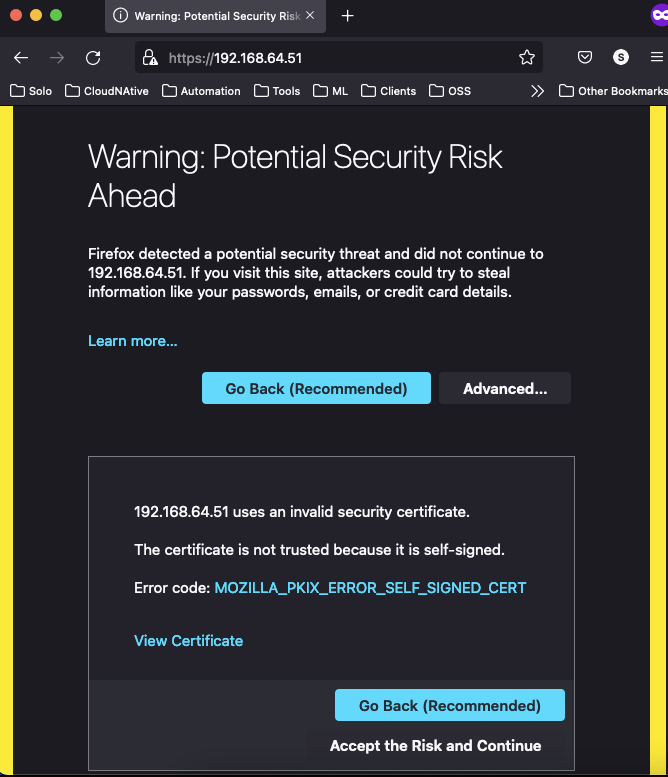 Warning: Potential Security Risk
https://192.168.64.51
S
Solo
CloudNAtive
Automation
Tools
ML
Clients
OSS
Other Bookmarks
Warning: Potential Security Risk
Ahead
Firefox detected a potential security threat and did not continue to
192.168.64.51. If you visit this site, attackers could try to steal
information like your passwords, emails, or credit card details.
Learn more...
Go Back (Recommended)
Advanced...
192.168.64.51 uses an invalid security certificate.
The certificate is not trusted because it is self-signed.
Error code: MOZILLA_PKIX_ERROR_SELF_SIGNED_CERT
View Certificate
Go Back (Recommended)
Accept the Risk and Continue